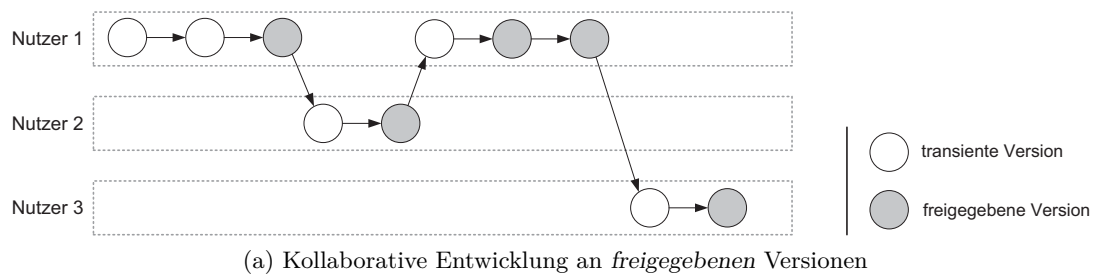 Nutzer 1
Nutzer 2
Nutzer 3
transiente Version
freigegebene Version
(a) Kollaborative Entwicklung an freigegebenen Versionen